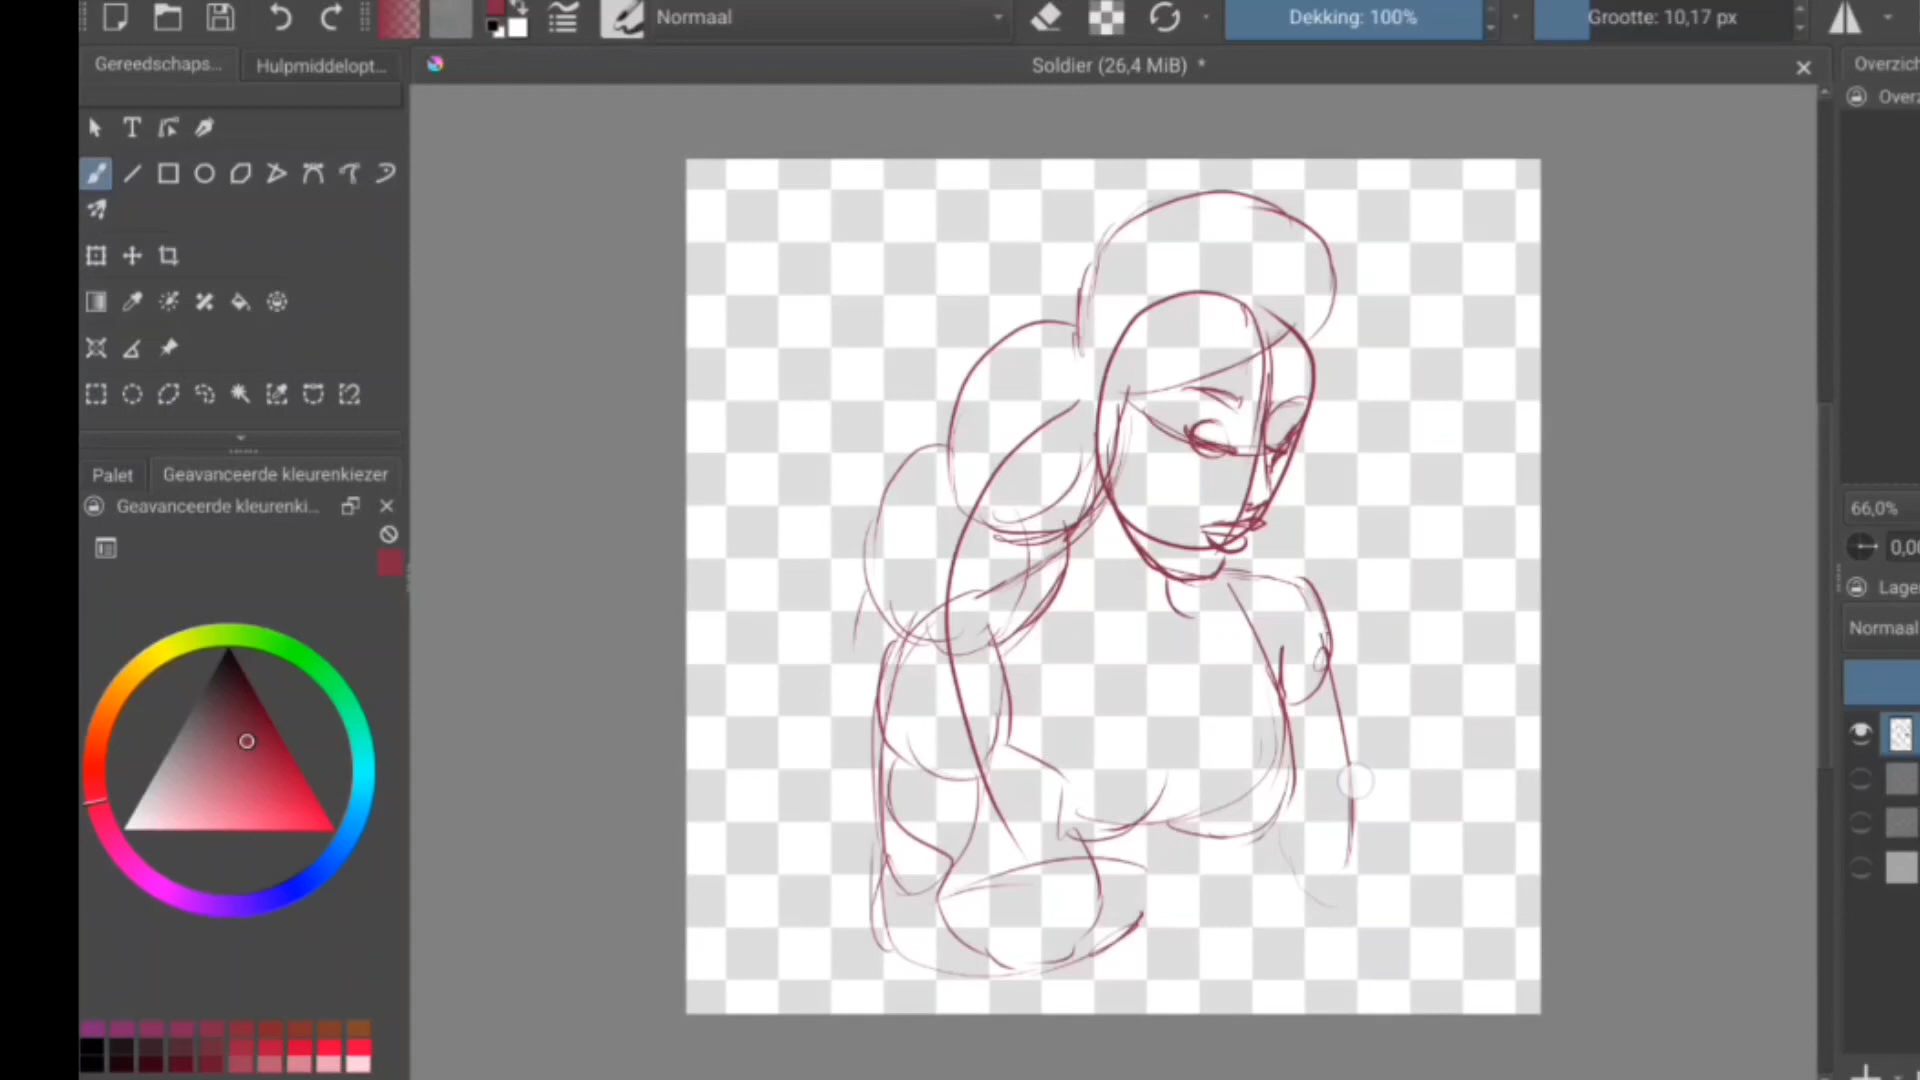 Normaal
Dekking: 100%
Grootte: 10,17 px
Gereedschaps...
Hulpmiddelopt...
Soldier (26,4 MiB) *
Overzich
Overz
T
66,0%
0,00
Palet
Geavanceerde kleurenkiezer
Geavanceerde kleurenki...
Lage
Normaal